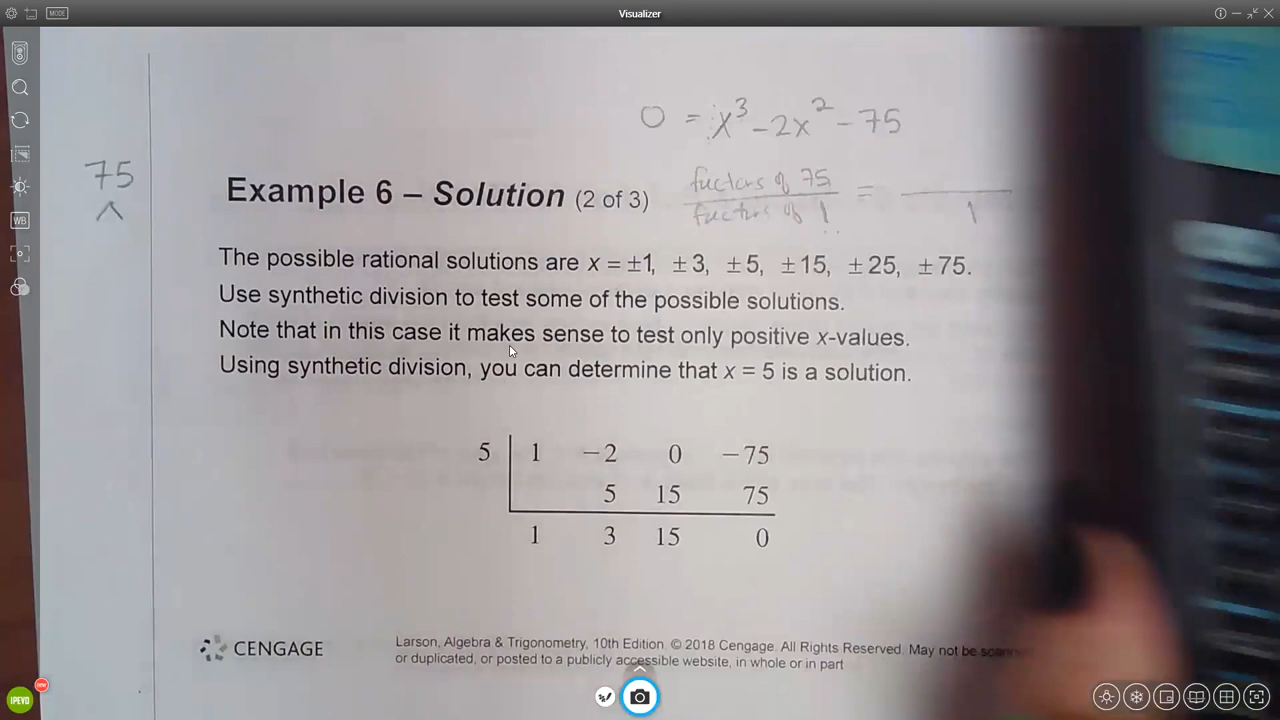 MODE
Visualizer
WB
0 = x³ - 2x² - 75
75
Example 6 – Solution (2 of 3)
factors of 75
factors of 1
=
1
The possible rational solutions are x = ±1, ±3, ±5, ±15, ±25, ±75.
Use synthetic division to test some of the possible solutions.
Note that in this case it makes sense to test only positive x-values.
Using synthetic division, you can determine that x = 5 is a solution.
5 | 1 −2 0 −75
5 15 75
1 3 15 0
CENGAGE
Larson, Algebra & Trigonometry, 10th Edition. © 2018 Cengage. All Rights Reserved. May not be
or duplicated, or posted to a publicly accessible website, in whole or in part
IPEVO
new